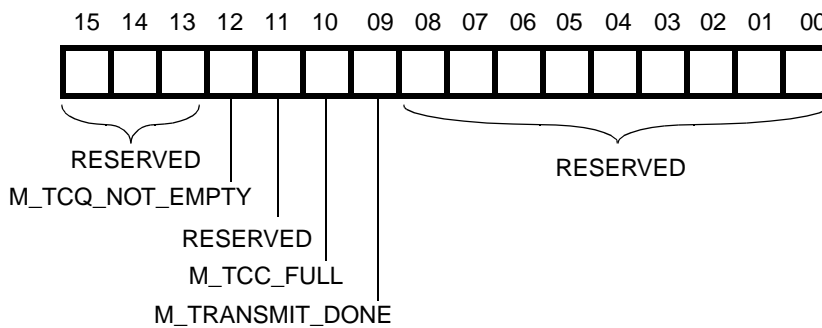 15 14 13 12 11 10 09 08 07 06 05 04 03 02 01 00
RESERVED
RESERVED
M_TCQ_NOT_EMPTY
RESERVED
M_TCC_FULL
M_TRANSMIT_DONE